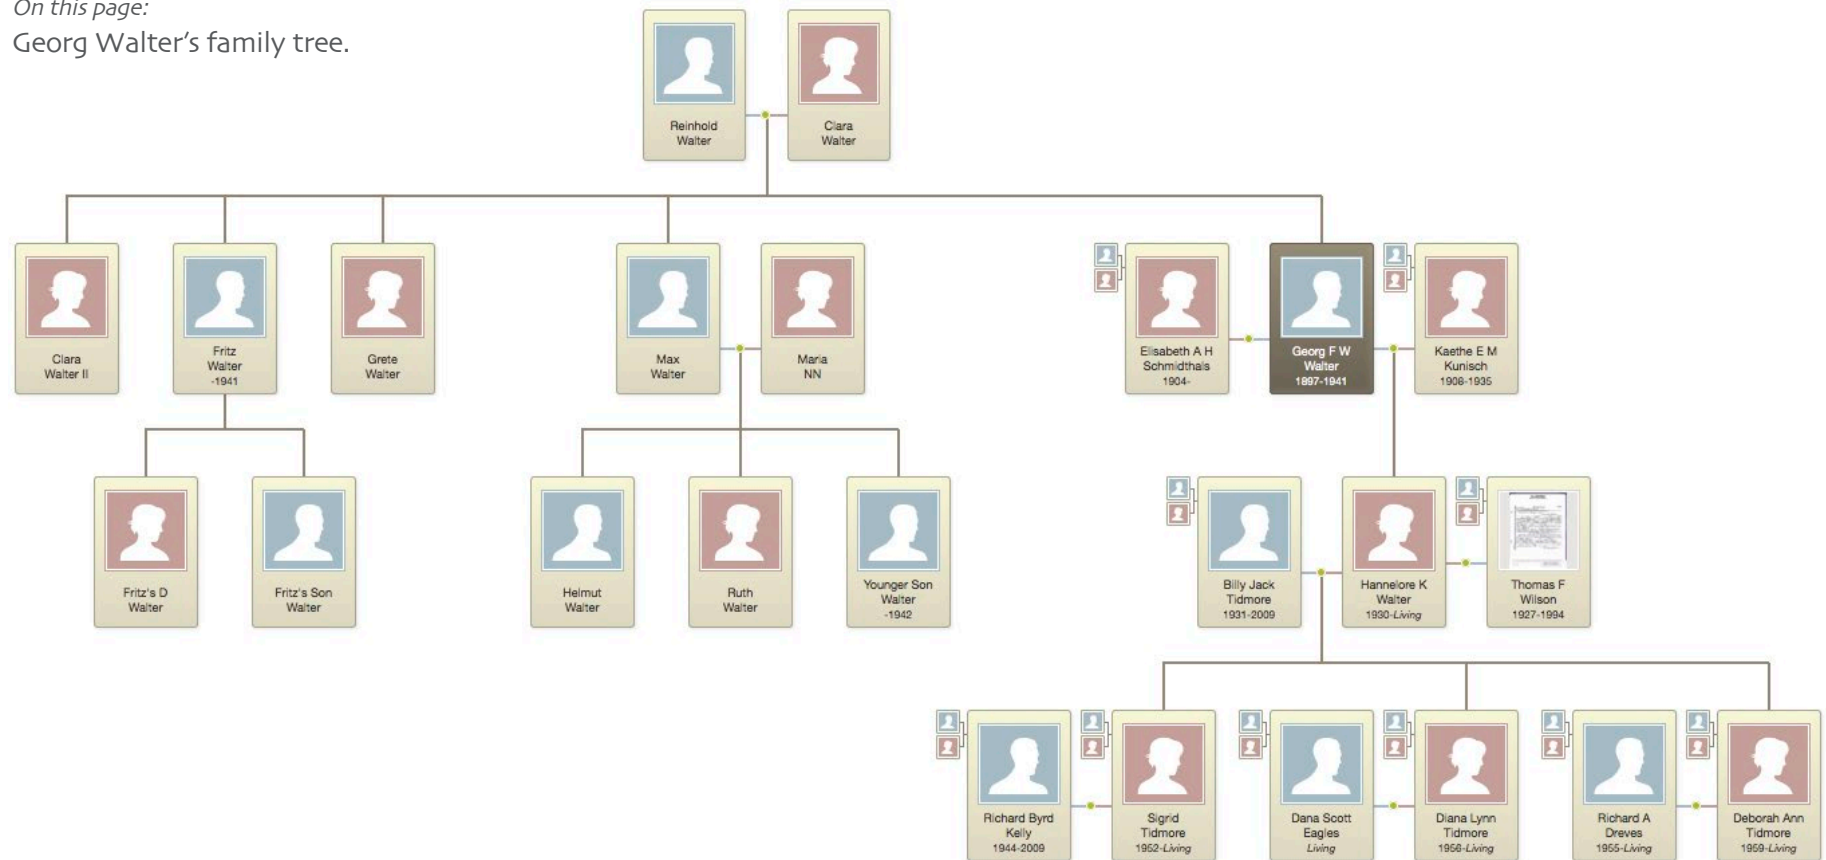 On this page:
Georg Walter's family tree.
Reinhold
Walter
Clara
Walter
Clara
Walter II
Fritz
Walter
-1941
Grete
Walter
Max
Walter
Maria
NN
Elisabeth A H
Schmidthals
1904-
Georg F W
Walter
1897-1941
Kaethe E M
Kunisch
1908-1935
Fritz's D
Walter
Fritz's Son
Walter
Helmut
Walter
Ruth
Walter
Younger Son
Walter
-1942
Billy Jack
Tidmore
1931-2009
Hannelore K
Walter
1930-Living
Thomas F
Wilson
1927-1994
Richard Byrd
Kelly
1944-2009
Sigrid
Tidmore
1952-Living
Dana Scott
Eagles
Living
Diana Lynn
Tidmore
1956-Living
Richard A
Dreves
1955-Living
Deborah Ann
Tidmore
1959-Living